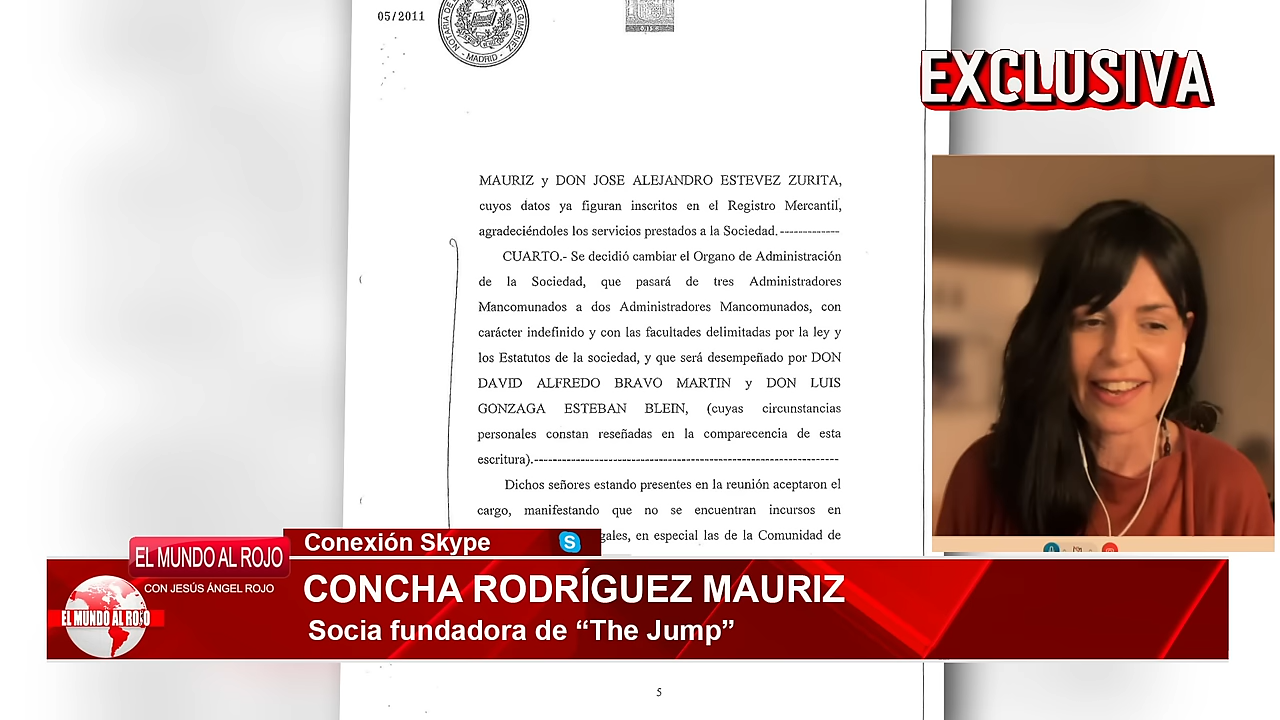 05/2011
NOTARIA DE
ER GIMENEZ
- MADRID -
EXCLUSIVA
MAURIZ y DON JOSE ALEJANDRO ESTEVEZ ZURITA,
cuyos datos ya figuran inscritos en el Registro Mercantil,
agradeciéndoles los servicios prestados a la Sociedad.-------------
CUARTO.- Se decidió cambiar el Organo de Administración
de la Sociedad, que pasará de tres Administradores
Mancomunados a dos Administradores Mancomunados, con
carácter indefinido y con las facultades delimitadas por la ley y
los Estatutos de la sociedad, y que será desempeñado por DON
DAVID ALFREDO BRAVO MARTIN y DON LUIS
GONZAGA ESTEBAN BLEIN, (cuyas circunstancias
personales constan reseñadas en la comparecencia de esta
escritura).------------------------------------------------------------------
Dichos señores estando presentes en la reunión aceptaron el
cargo, manifestando que no se encuentran incursos en
gales, en especial las de la Comunidad de
Conexión Skype
EL MUNDO AL ROJO
CON JESÚS ÁNGEL ROJO
EL MUNDO AL ROJO
CONCHA RODRÍGUEZ MAURIZ
Socia fundadora de “The Jump”
5